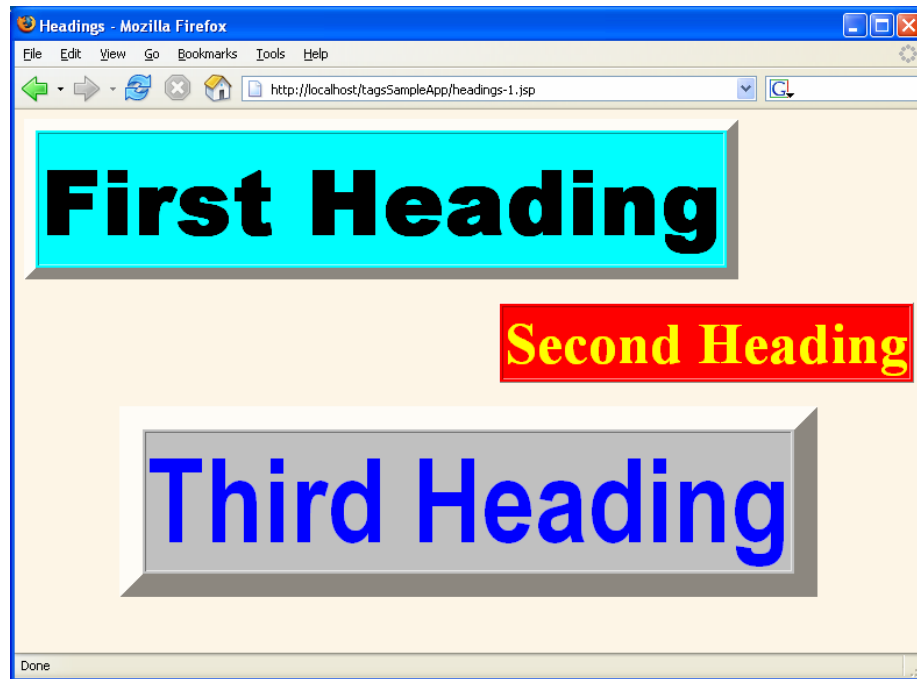 Headings - Mozilla Firefox
File Edit View Go Bookmarks Tools Help
http://localhost/tagsSampleApp/headings-1.jsp G
First Heading
Second Heading
Third Heading
Done